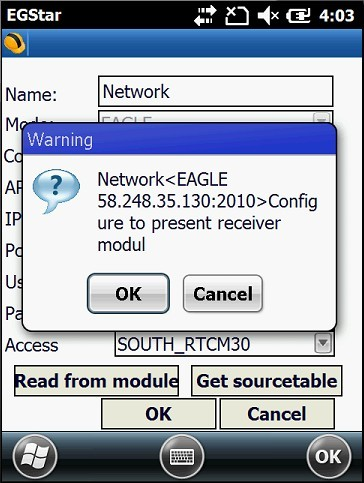 EGStar
4:03
Name:
Network
Mode:
EAGLE
Co
AP
IP
Po
Us
Pa
Warning
Network<EAGLE
58.248.35.130:2010>Config
ure to present receiver
modul
OK
Cancel
Access
SOUTH_RTCM30
Read from module
Get sourcetable
OK
Cancel
OK